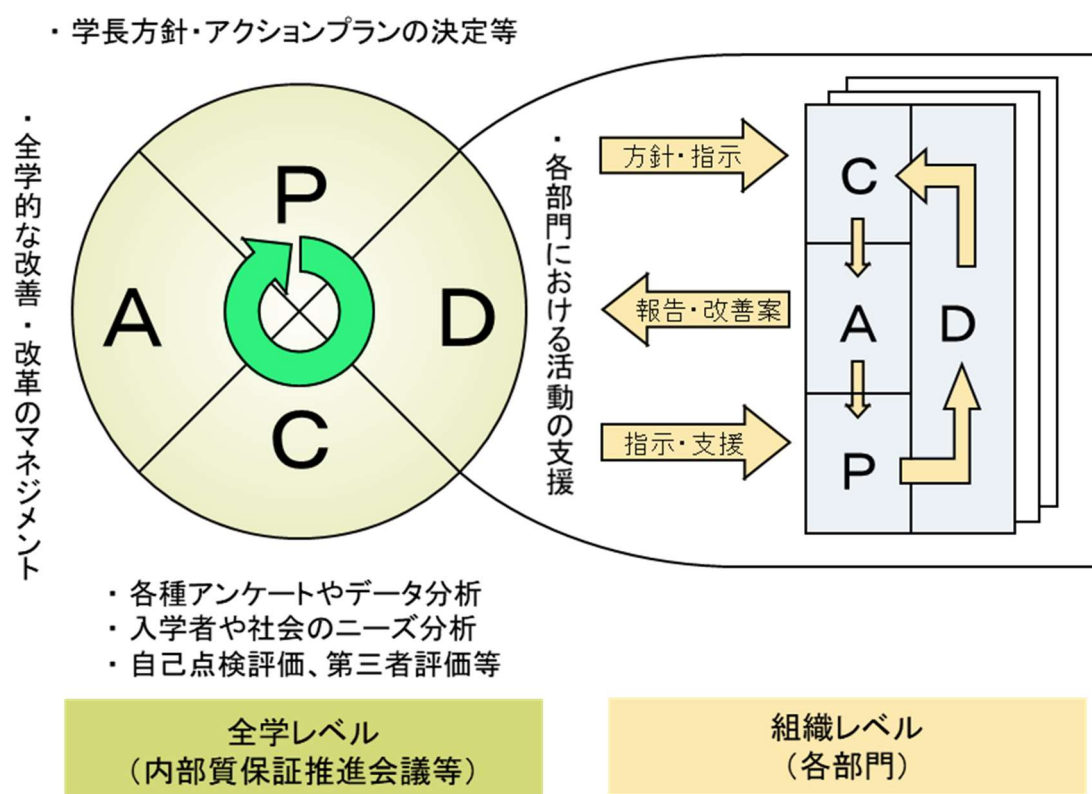 ・学長方針・アクションプランの決定等
・全学的な改善・改革のマネジメント
P
A
D
C
・各部門における活動の支援
方針・指示
報告・改善案
指示・支援
C
A
D
P
・各種アンケートやデータ分析
・入学者や社会のニーズ分析
・自己点検評価、第三者評価等
全学レベル
（内部質保証推進会議等）
組織レベル
（各部門）